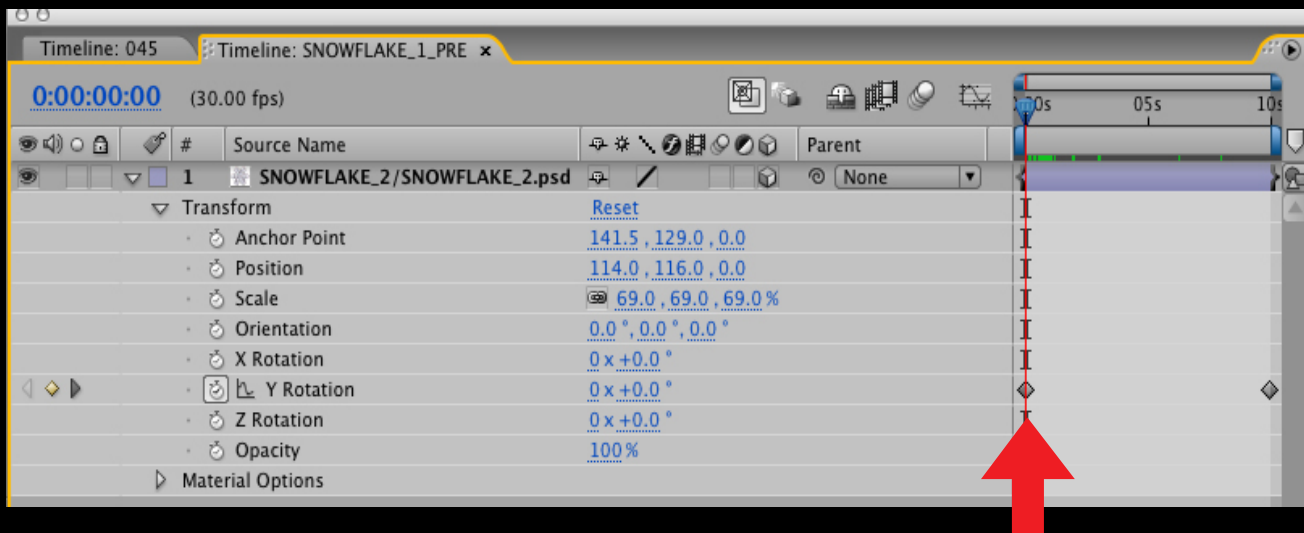 Timeline: 045 Timeline: SNOWFLAKE_1_PRE ×
0:00:00:00 (30.00 fps) 05s 10s
# Source Name Parent
1 SNOWFLAKE_2/SNOWFLAKE_2.psd None
Transform Reset
Anchor Point 141.5 , 129.0 , 0.0
Position 114.0 , 116.0 , 0.0
Scale 69.0 , 69.0 , 69.0 %
Orientation 0.0 °, 0.0 °, 0.0 °
X Rotation 0 x +0.0 °
Y Rotation 0 x +0.0 °
Z Rotation 0 x +0.0 °
Opacity 100 %
Material Options